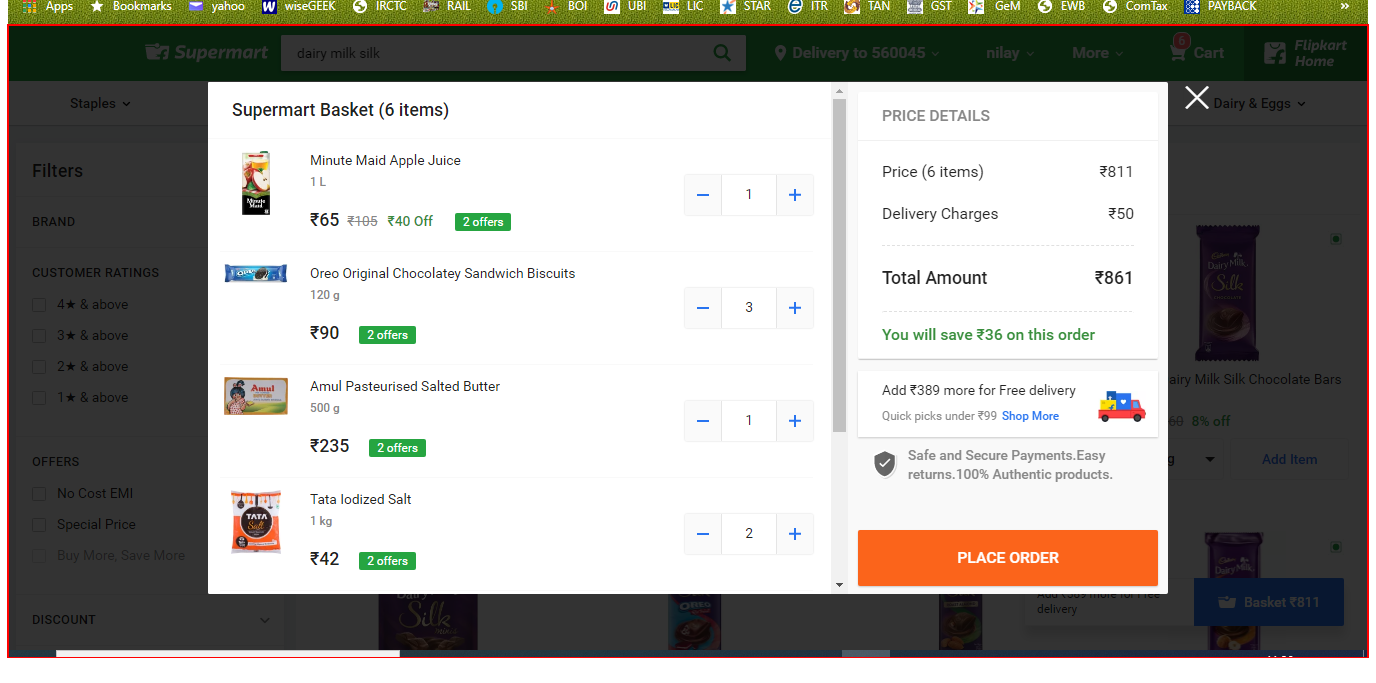 Apps Bookmarks yahoo wiseGEEK IRCTC RAIL SBI BOI UBI LIC STAR ITR TAN GST GeM EWB ComTax PAYBACK »
Supermart dairy milk silk Delivery to 560045 nilay More 6 Cart Flipkart Home
Staples Dairy & Eggs
Supermart Basket (6 items)
Minute Maid Apple Juice
1 L
₹65 ₹105 ₹40 Off 2 offers
1
Oreo Original Chocolatey Sandwich Biscuits
120 g
₹90 2 offers
3
Amul Pasteurised Salted Butter
500 g
₹235 2 offers
1
Tata Iodized Salt
1 kg
₹42 2 offers
2
PRICE DETAILS
Price (6 items) ₹811
Delivery Charges ₹50
Total Amount ₹861
You will save ₹36 on this order
Add ₹389 more for Free delivery
Quick picks under ₹99 Shop More
Safe and Secure Payments.Easy
returns.100% Authentic products.
PLACE ORDER
Filters
BRAND
CUSTOMER RATINGS
4★ & above
3★ & above
2★ & above
1★ & above
OFFERS
No Cost EMI
Special Price
Buy More, Save More
DISCOUNT
Dairy Milk
Silk
airy Milk Silk Chocolate Bars
8% off
Add Item
Add ₹389 more for Free
delivery
Basket ₹811